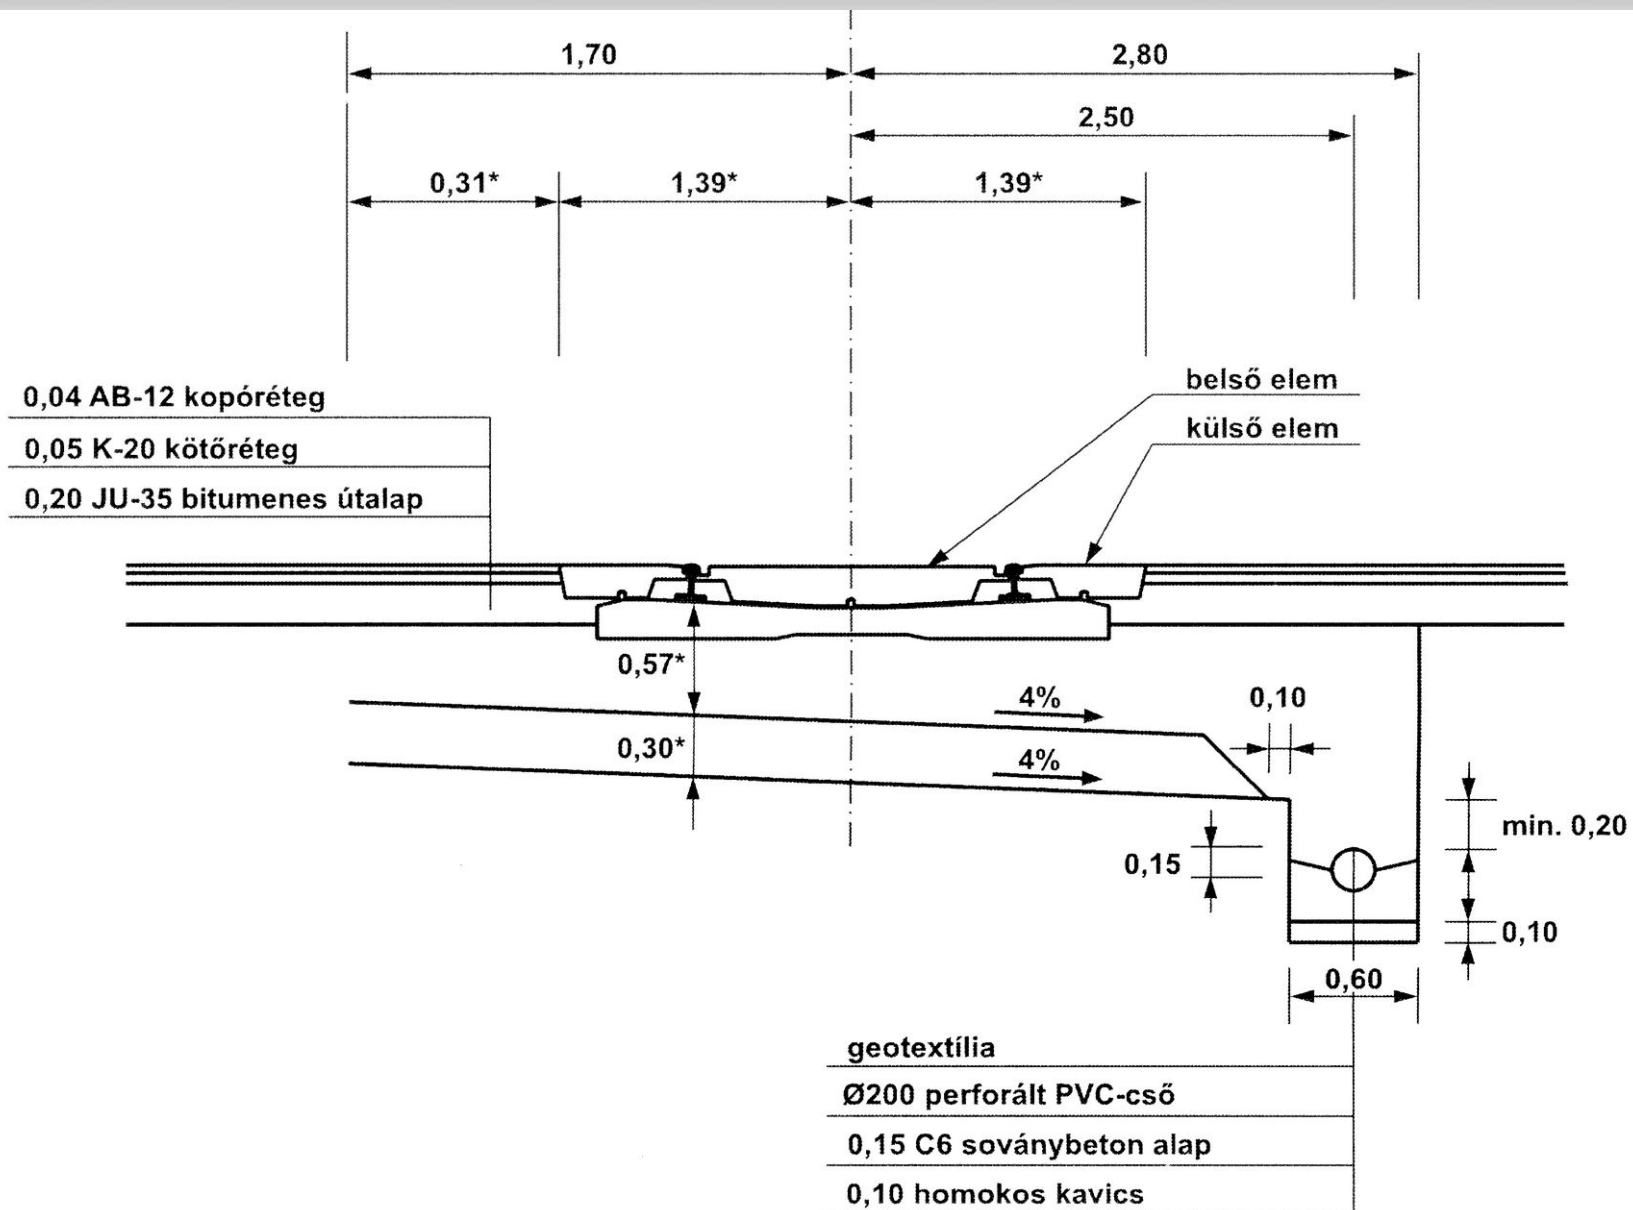 1,70
2,80
2,50
0,31*
1,39*
1,39*
0,04 AB-12 kopóréteg
0,05 K-20 kötőréteg
0,20 JU-35 bitumenes útalap
belső elem
külső elem
0,57*
4%
0,10
0,30*
4%
min. 0,20
0,15
0,10
0,60
geotextília
Ø200 perforált PVC-cső
0,15 C6 soványbeton alap
0,10 homokos kavics